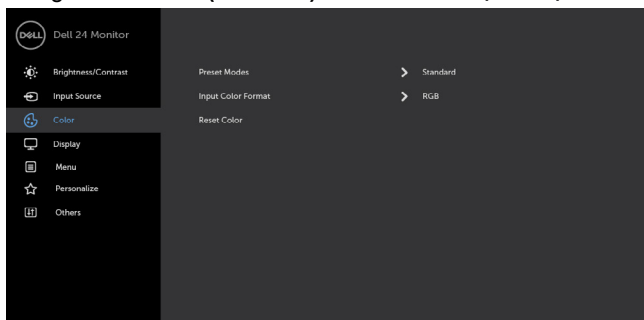 DELL Dell 24 Monitor
Brightness/Contrast Preset Modes Standard
Input Source Input Color Format RGB
Color Reset Color
Display
Menu
Personalize
Others